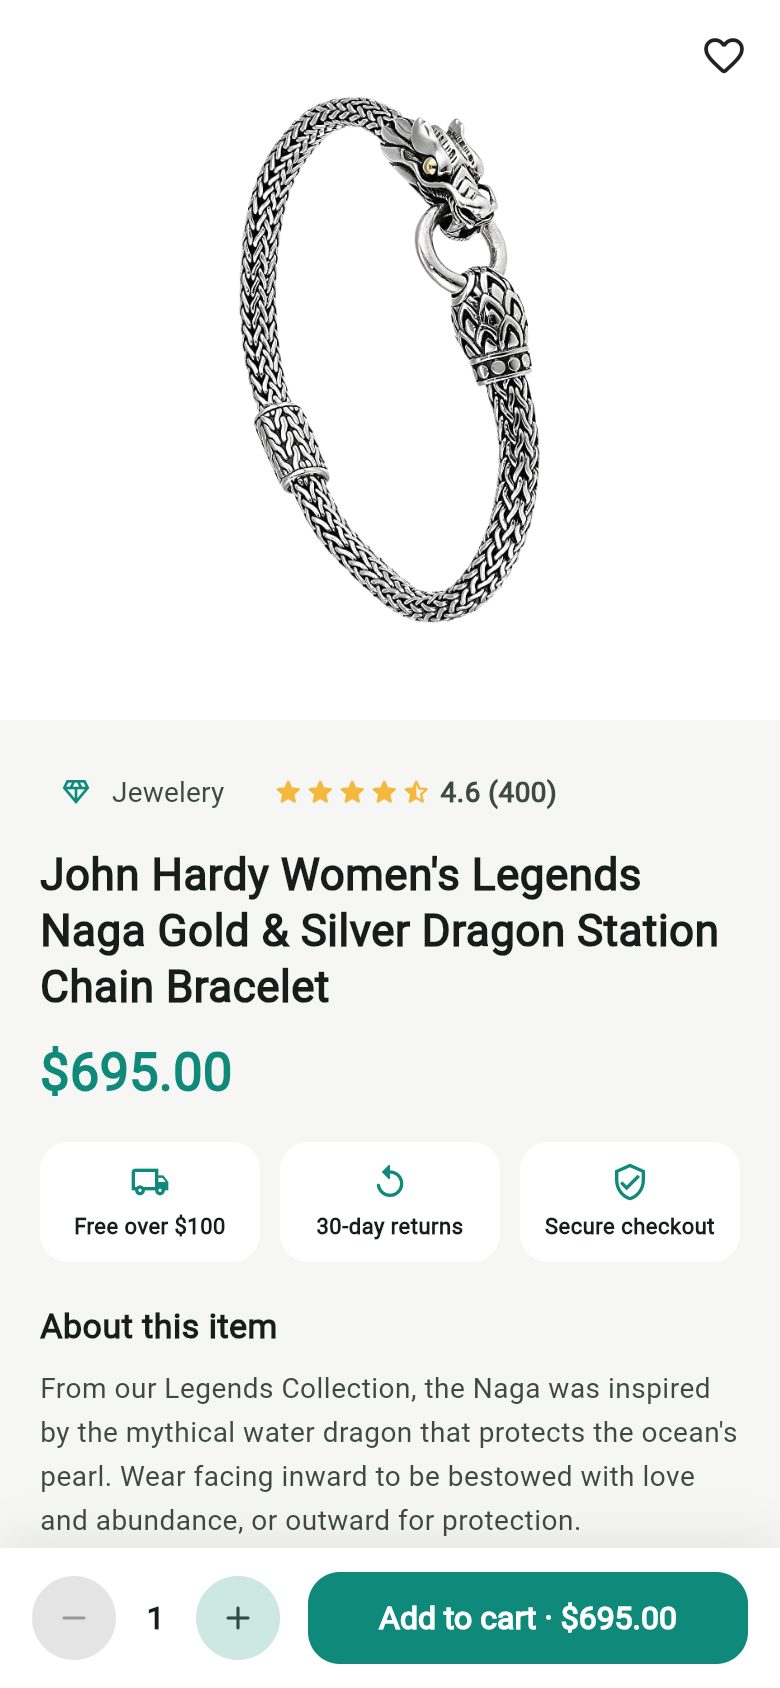 Jewelery
4.6 (400)
John Hardy Women's Legends
Naga Gold & Silver Dragon Station
Chain Bracelet
$695.00
Free over $100
30-day returns
Secure checkout
About this item
From our Legends Collection, the Naga was inspired
by the mythical water dragon that protects the ocean's
pearl. Wear facing inward to be bestowed with love
and abundance, or outward for protection.
1
Add to cart · $695.00